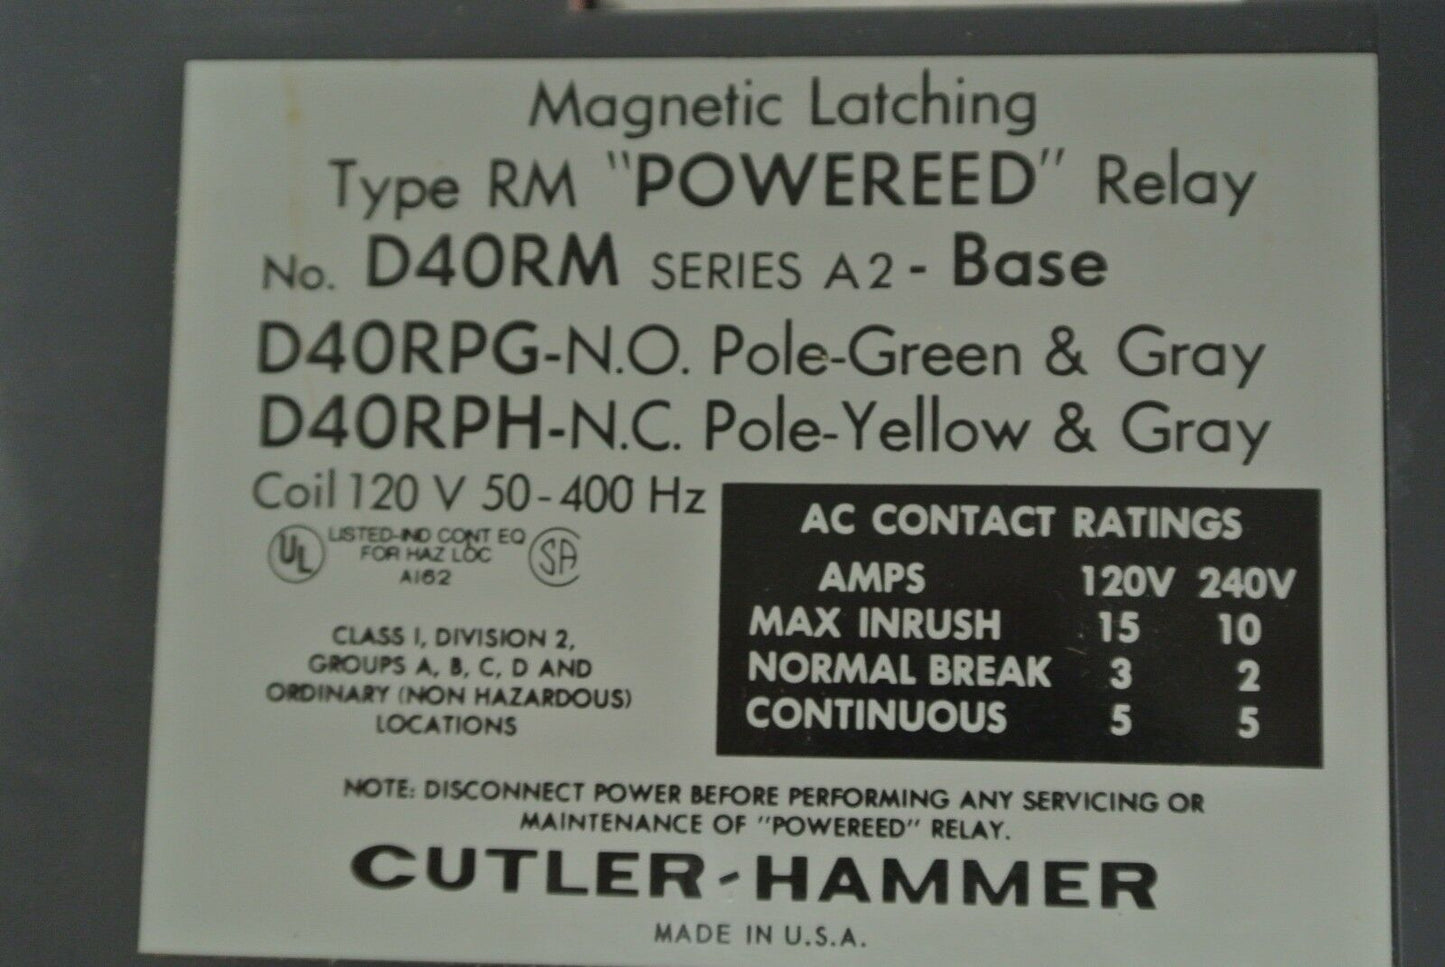 Magnetic Latching
Type RM "POWEREED" Relay
No. D40RM SERIES A2 - Base
D40RPG-N.O. Pole-Green & Gray
D40RPH-N.C. Pole-Yellow & Gray
Coil 120 V 50-400 Hz
UL LISTED-IND CONT EQ SA
FOR HAZ LOC
A162
CLASS I, DIVISION 2,
GROUPS A, B, C, D AND
ORDINARY (NON HAZARDOUS)
LOCATIONS
AC CONTACT RATINGS
AMPS 120V 240V
MAX INRUSH 15 10
NORMAL BREAK 3 2
CONTINUOUS 5 5
NOTE: DISCONNECT POWER BEFORE PERFORMING ANY SERVICING OR
MAINTENANCE OF "POWEREED" RELAY.
CUTLER-HAMMER
MADE IN U.S.A.